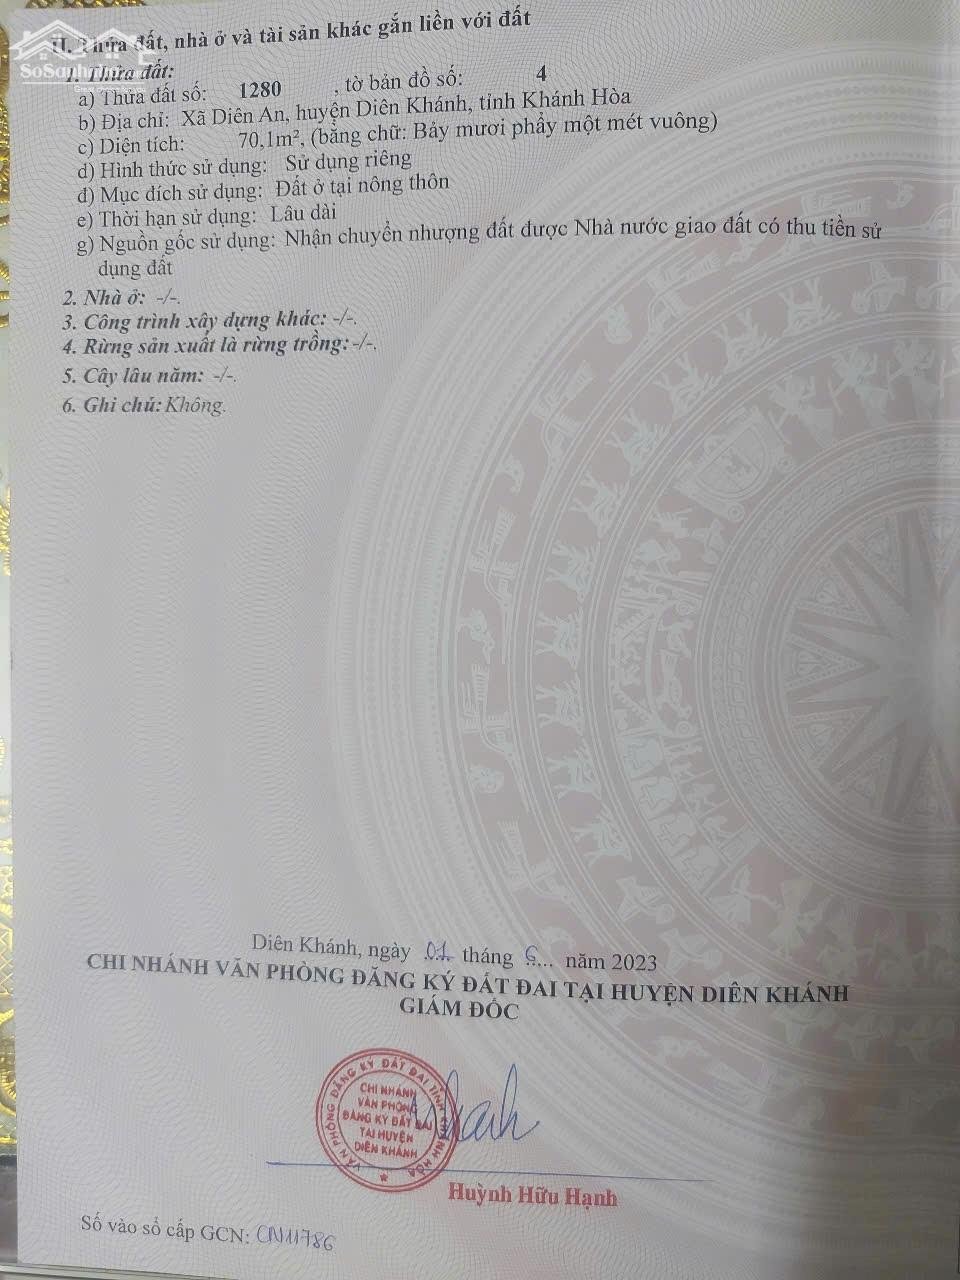 II. Thửa đất, nhà ở và tài sản khác gắn liền với đất
1. Thửa đất:
a) Thửa đất số: 1280 , tờ bản đồ số: 4
b) Địa chỉ: Xã Diên An, huyện Diên Khánh, tỉnh Khánh Hòa
c) Diện tích: 70,1m², (bằng chữ: Bảy mươi phẩy một mét vuông)
d) Hình thức sử dụng: Sử dụng riêng
đ) Mục đích sử dụng: Đất ở tại nông thôn
e) Thời hạn sử dụng: Lâu dài
g) Nguồn gốc sử dụng: Nhận chuyển nhượng đất được Nhà nước giao đất có thu tiền sử
dụng đất
2. Nhà ở: -/-.
3. Công trình xây dựng khác: -/-.
4. Rừng sản xuất là rừng trồng: -/-.
5. Cây lâu năm: -/-.
6. Ghi chú: Không.
Diên Khánh, ngày 01 tháng 6 năm 2023
CHI NHÁNH VĂN PHÒNG ĐĂNG KÝ ĐẤT ĐAI TẠI HUYỆN DIÊN KHÁNH
GIÁM ĐỐC
VĂN PHÒNG ĐĂNG KÝ ĐẤT ĐAI TỈNH KHÁNH HÒA
CHI NHÁNH
VĂN PHÒNG
ĐĂNG KÝ ĐẤT ĐAI
TẠI HUYỆN
DIÊN KHÁNH
Huỳnh Hữu Hạnh
Số vào sổ cấp GCN: CN11786